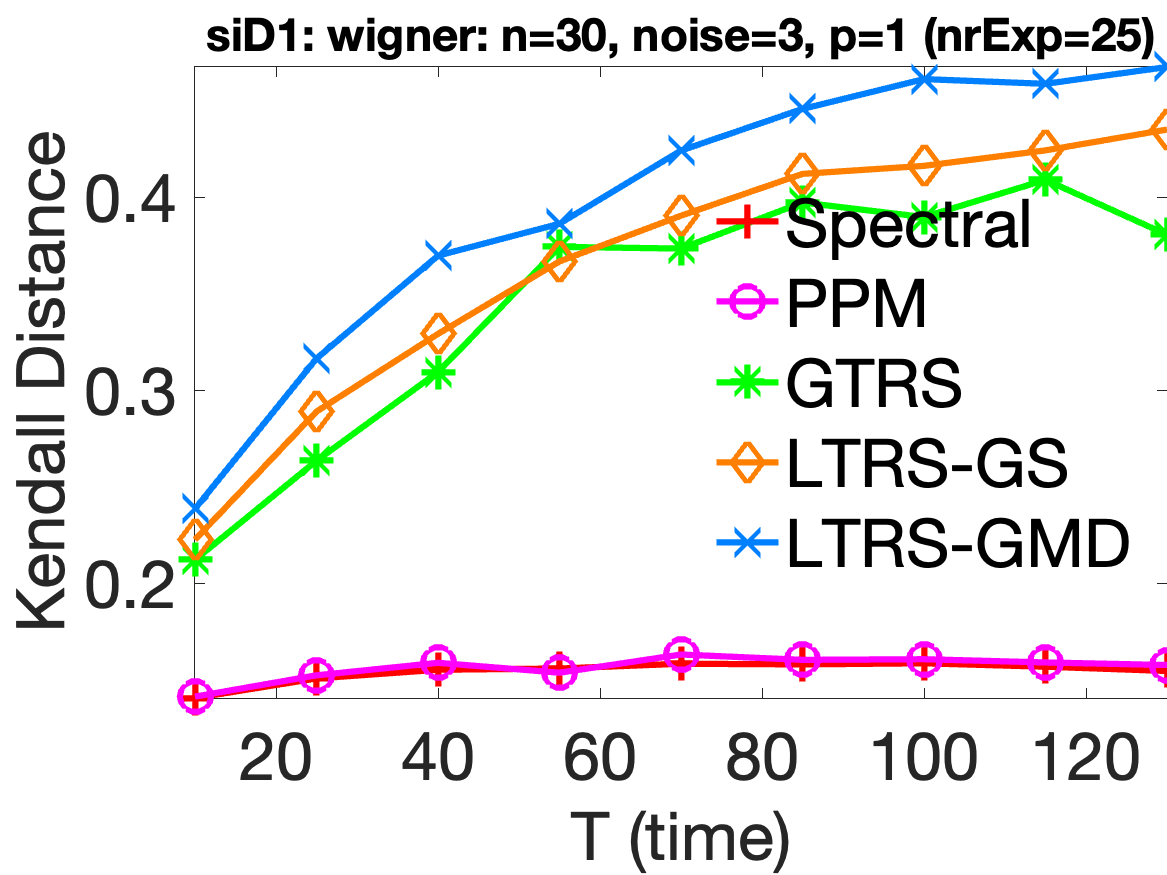 siD1: wigner: n=30, noise=3, p=1 (nrExp=25)
Kendall Distance
0.4
0.3
0.2
Spectral
PPM
GTRS
LTRS-GS
LTRS-GMD
20 40 60 80 100 120
T (time)